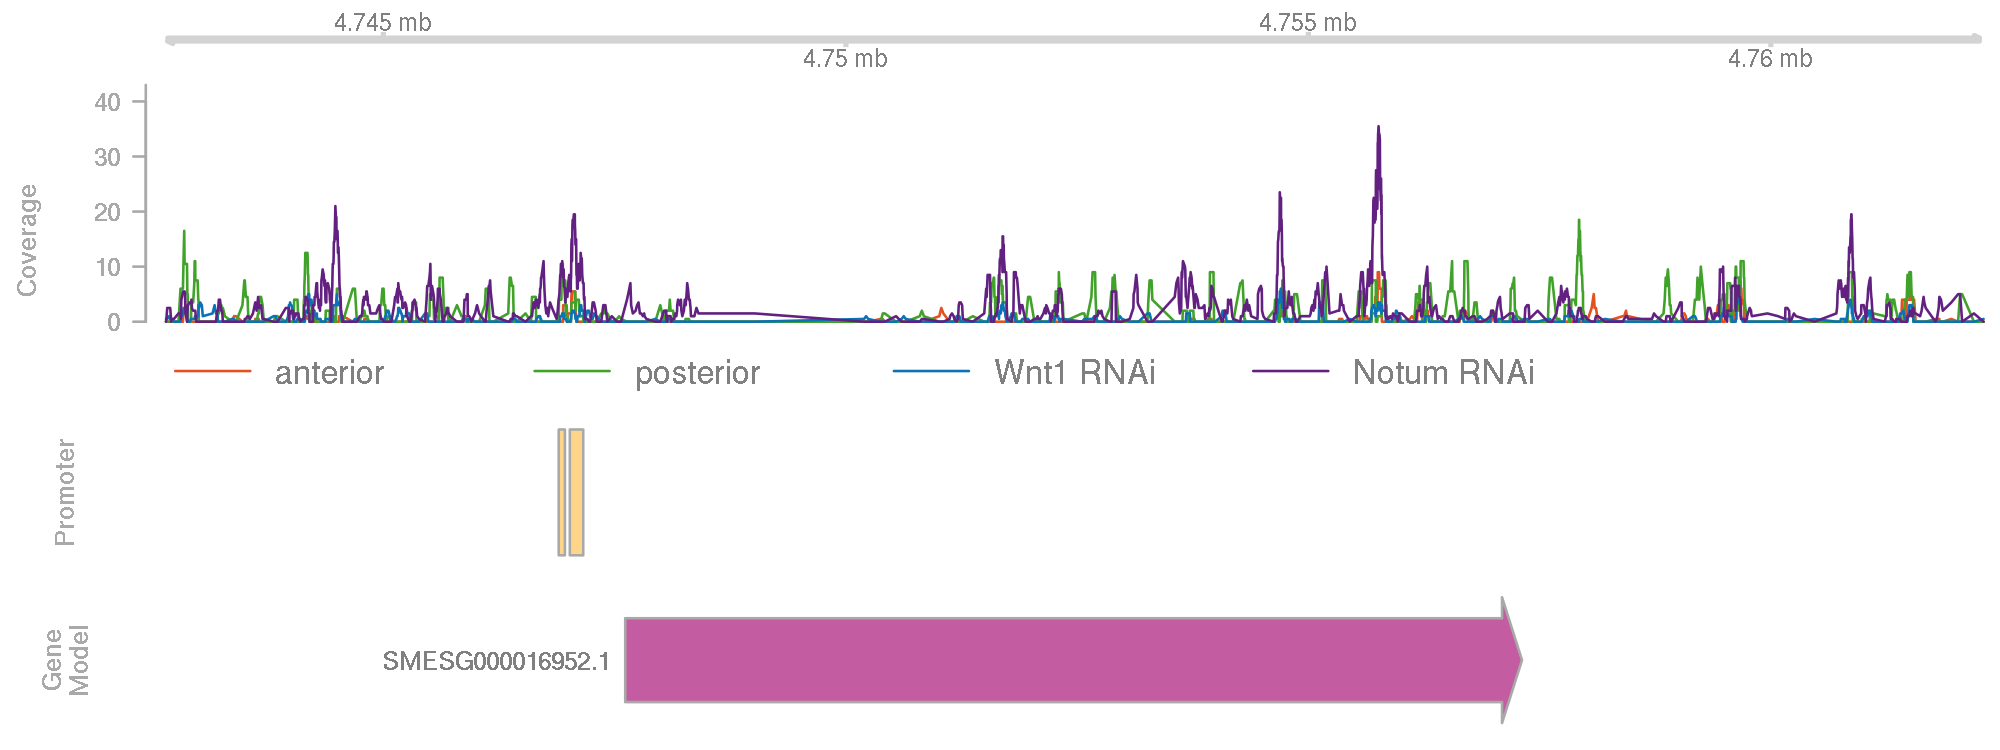 4.745 mb
4.755 mb
4.75 mb
4.76 mb
Coverage
40
30
20
10
0
anterior
posterior
Wnt1 RNAi
Notum RNAi
Promoter
Gene
Model
SMESG000016952.1